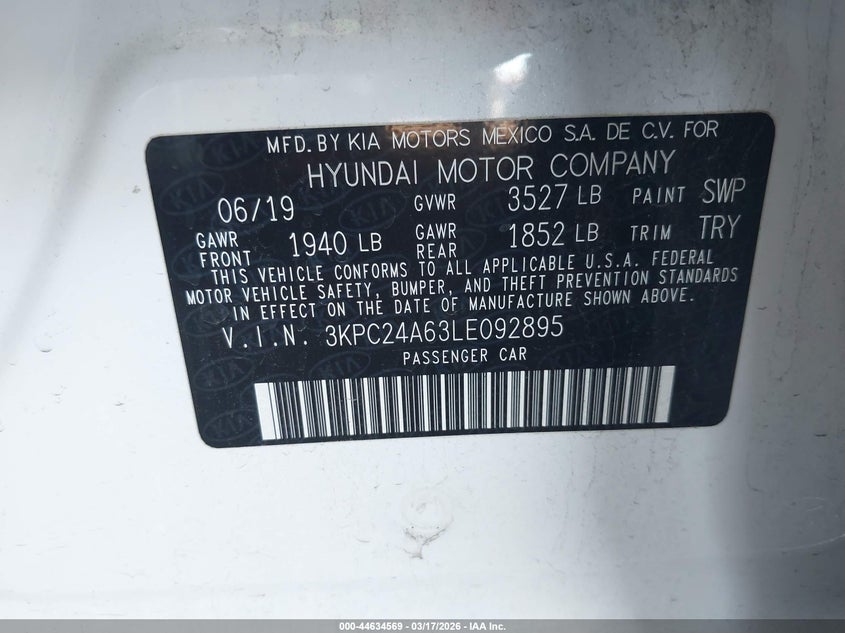 MFD. BY KIA MOTORS MEXICO S.A. DE C.V. FOR
HYUNDAI MOTOR COMPANY
06/19 GVWR 3527 LB PAINT SWP
GAWR FRONT 1940 LB GAWR REAR 1852 LB TRIM TRY
THIS VEHICLE CONFORMS TO ALL APPLICABLE U.S.A. FEDERAL
MOTOR VEHICLE SAFETY, BUMPER, AND THEFT PREVENTION STANDARDS
IN EFFECT ON THE DATE OF MANUFACTURE SHOWN ABOVE.
V.I.N. 3KPC24A63LE092895
PASSENGER CAR
000-44634569 — 03/17/2026 — IAA Inc.